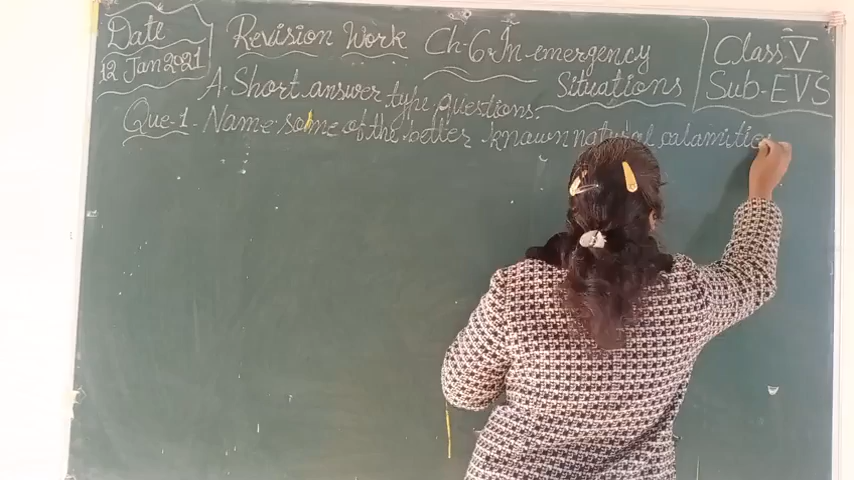 Date
12 Jan 2021
Revision Work Ch-6 In emergency
Situations
Class V
Sub-EVS
A. Short answer type questions.
Que-1. Name some of the better knawn natural calamities